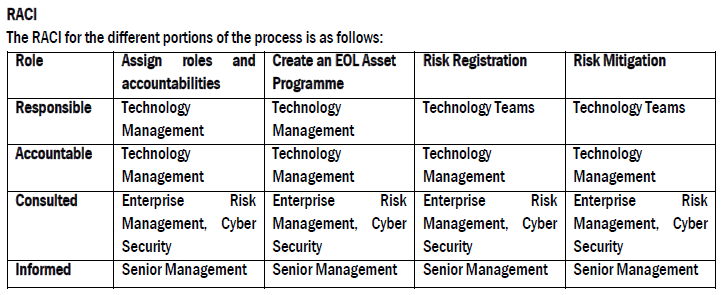 RACI
The RACI for the different portions of the process is as follows:
Role Assign roles and Create an EOL Asset Risk Registration Risk Mitigation
accountabilities Programme
Responsible Technology Technology Technology Teams Technology Teams
Management Management
Accountable Technology Technology Technology Technology
Management Management Management Management
Consulted Enterprise Risk Enterprise Risk Enterprise Risk Enterprise Risk
Management, Cyber Management, Cyber Management, Cyber Management, Cyber
Security Security Security Security
Informed Senior Management Senior Management Senior Management Senior Management